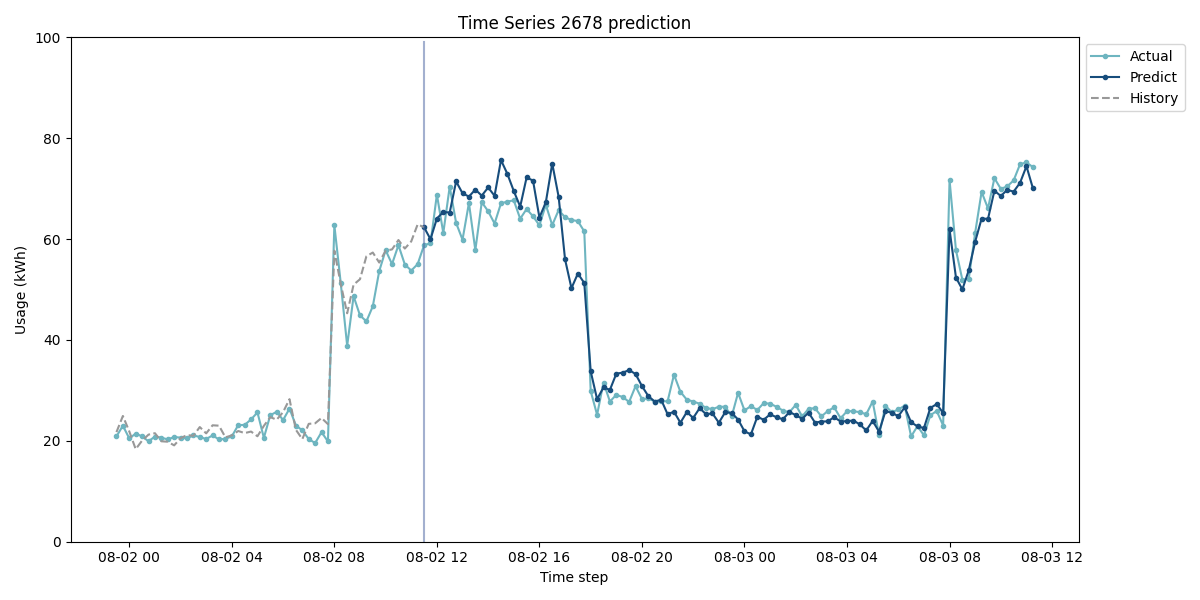 Time Series 2678 prediction
100
80
60
40
20
0
Usage (kWh)
08-02 00
08-02 04
08-02 08
08-02 12
08-02 16
08-02 20
08-03 00
08-03 04
08-03 08
08-03 12
Time step
Actual
Predict
History